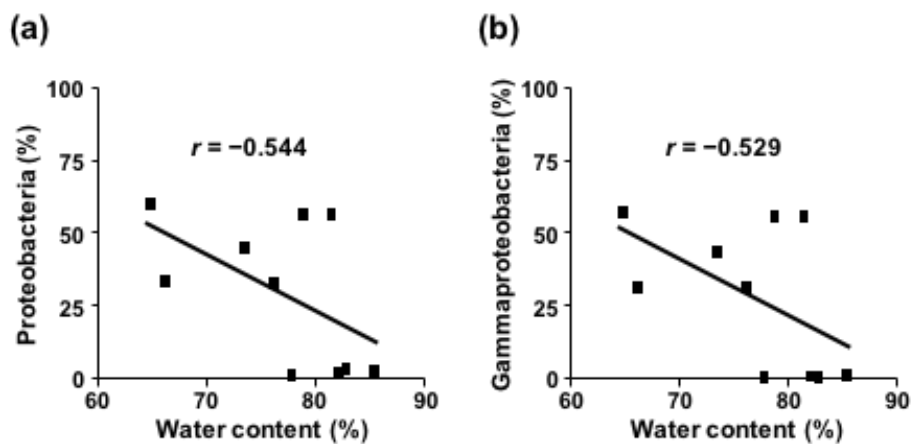 (a)
Proteobacteria (%)
100
75
50
25
0
r = −0.544
60 70 80 90
Water content (%)
(b)
Gammaproteobacteria (%)
100
75
50
25
0
r = −0.529
60 70 80 90
Water content (%)